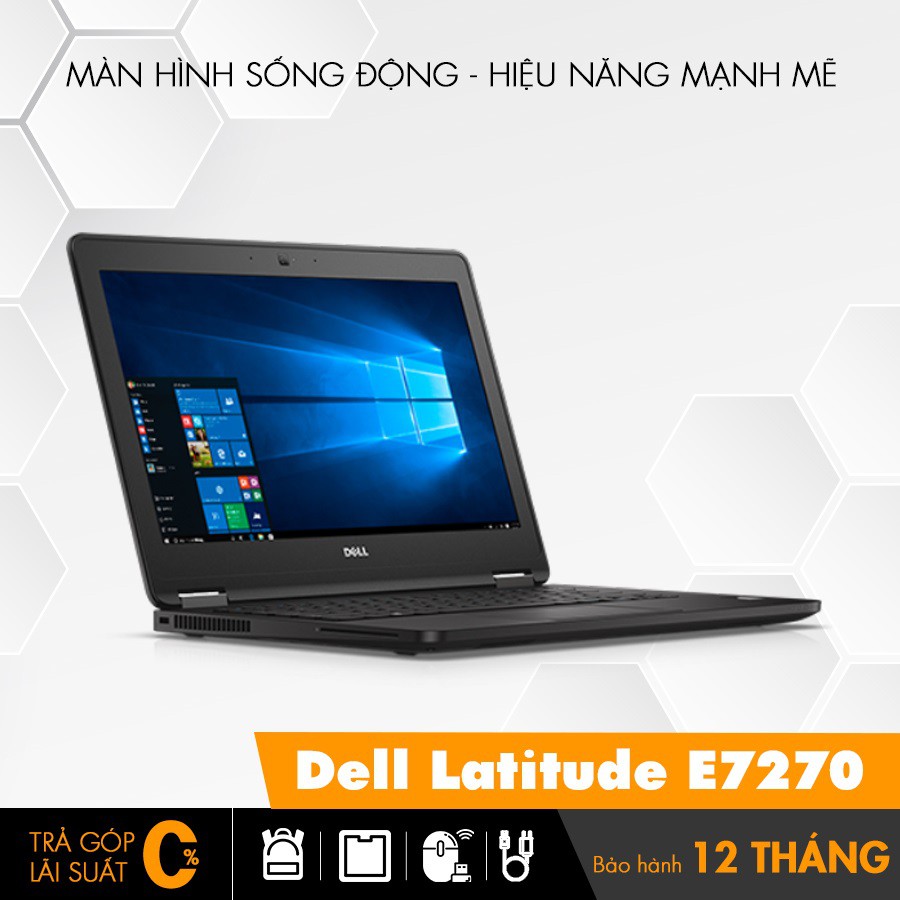 MÀN HÌNH SỐNG ĐỘNG - HIỆU NĂNG MẠNH MẼ
DELL
Dell Latitude E7270
TRẢ GÓP
LÃI SUẤT
0%
Bảo hành 12 THÁNG